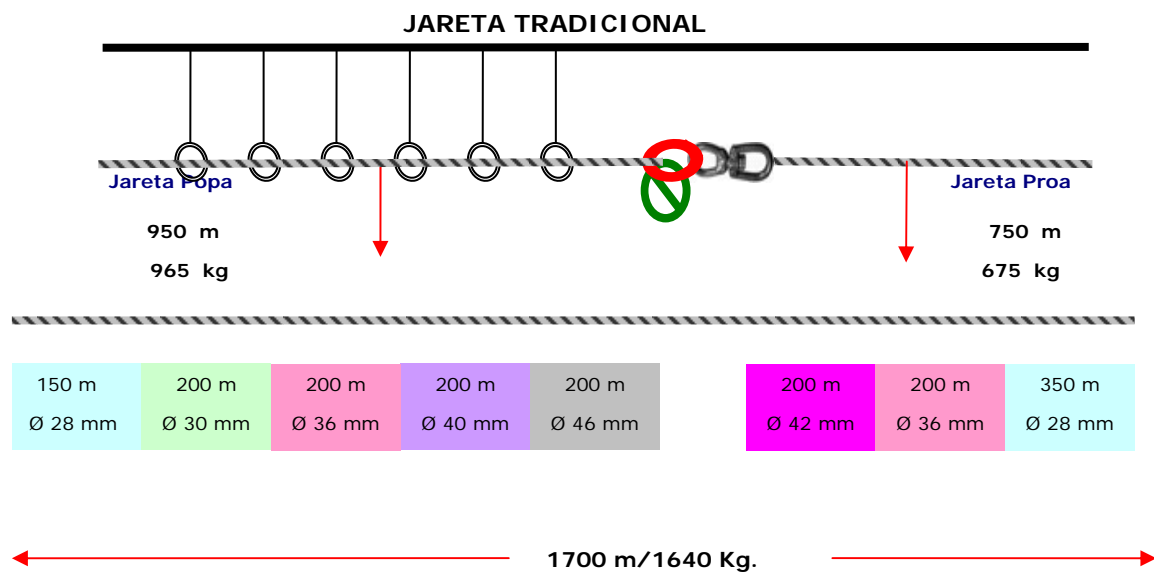 JARETA TRADICIONAL
Jareta Popa
950 m
965 kg
Jareta Proa
750 m
675 kg
150 m 200 m 200 m 200 m 200 m 200 m 200 m 350 m
Ø 28 mm Ø 30 mm Ø 36 mm Ø 40 mm Ø 46 mm Ø 42 mm Ø 36 mm Ø 28 mm
1700 m/1640 Kg.